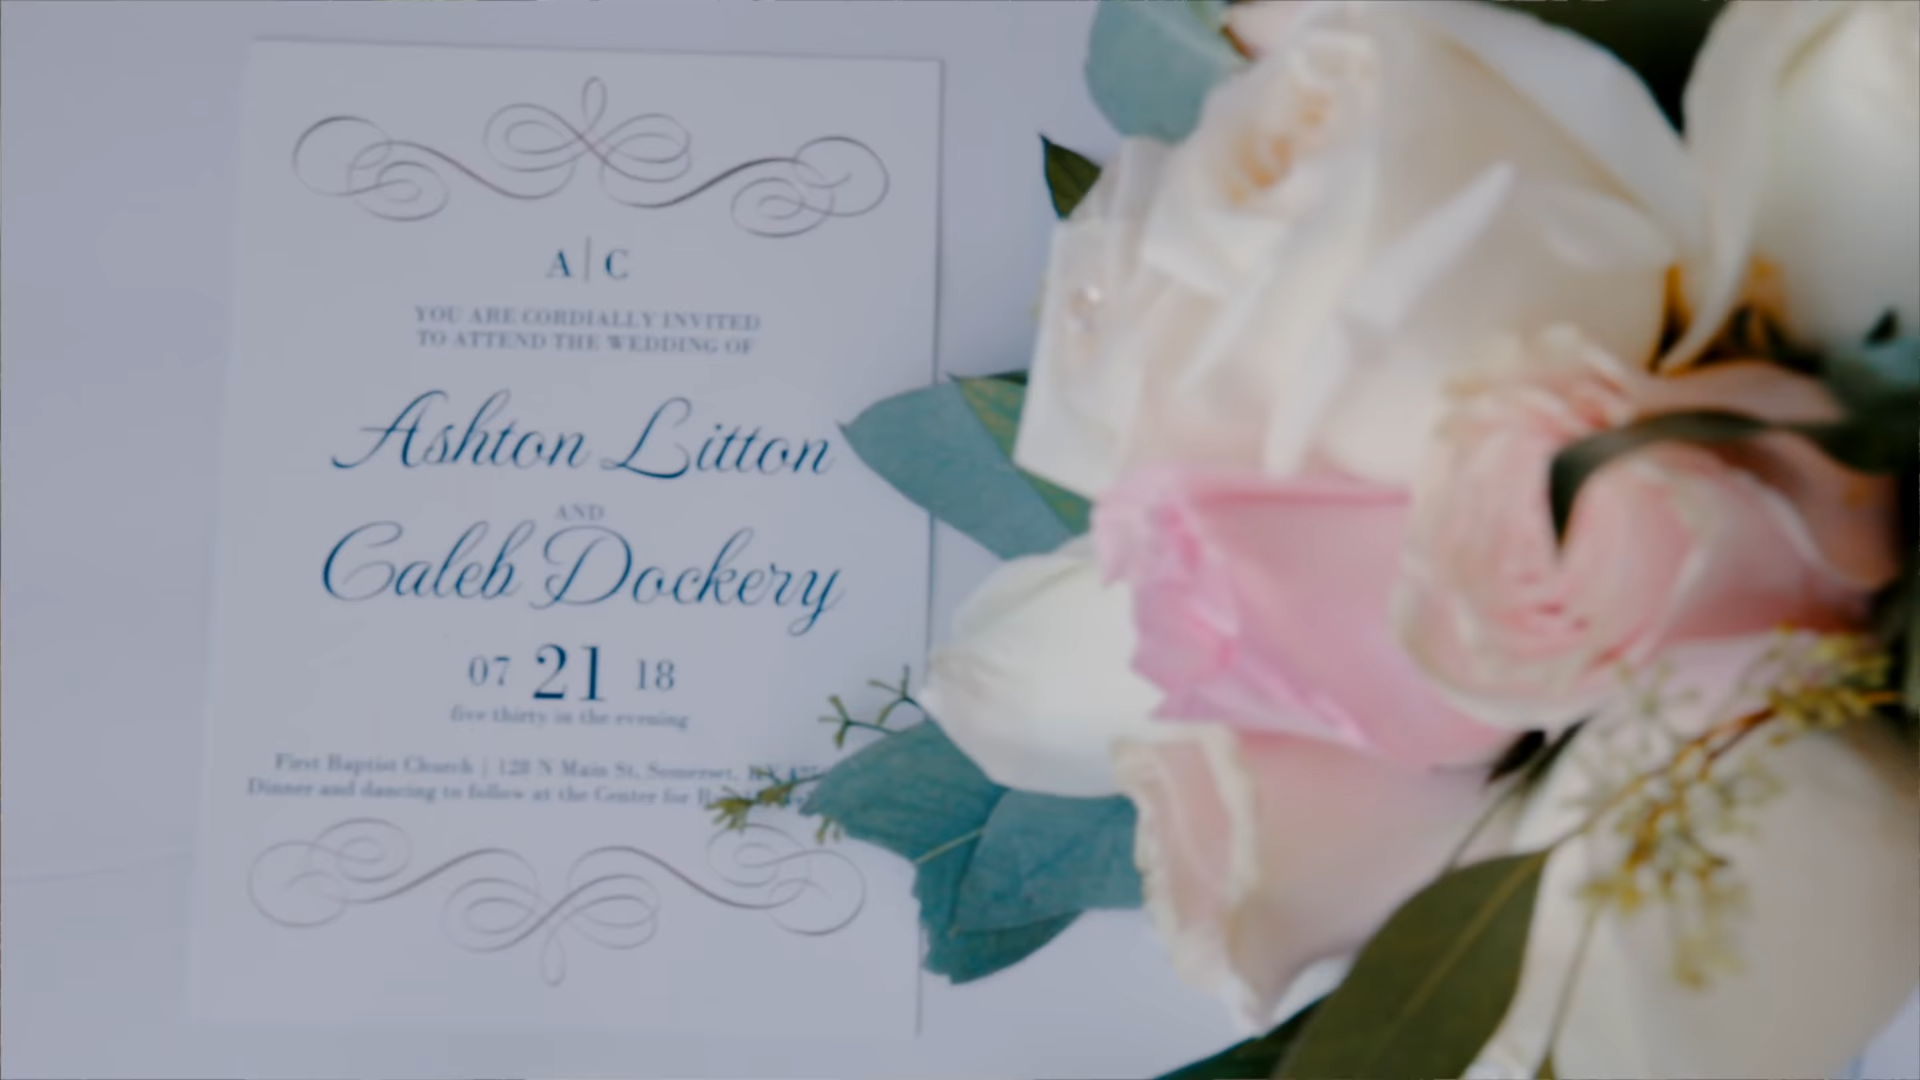 A | C
YOU ARE CORDIALLY INVITED
TO ATTEND THE WEDDING OF
Ashton Litton
AND
Caleb Dockery
07 21 18
five thirty in the evening
First Baptist Church | 128 N Main St, Somerset,
Dinner and dancing to follow at the Center for